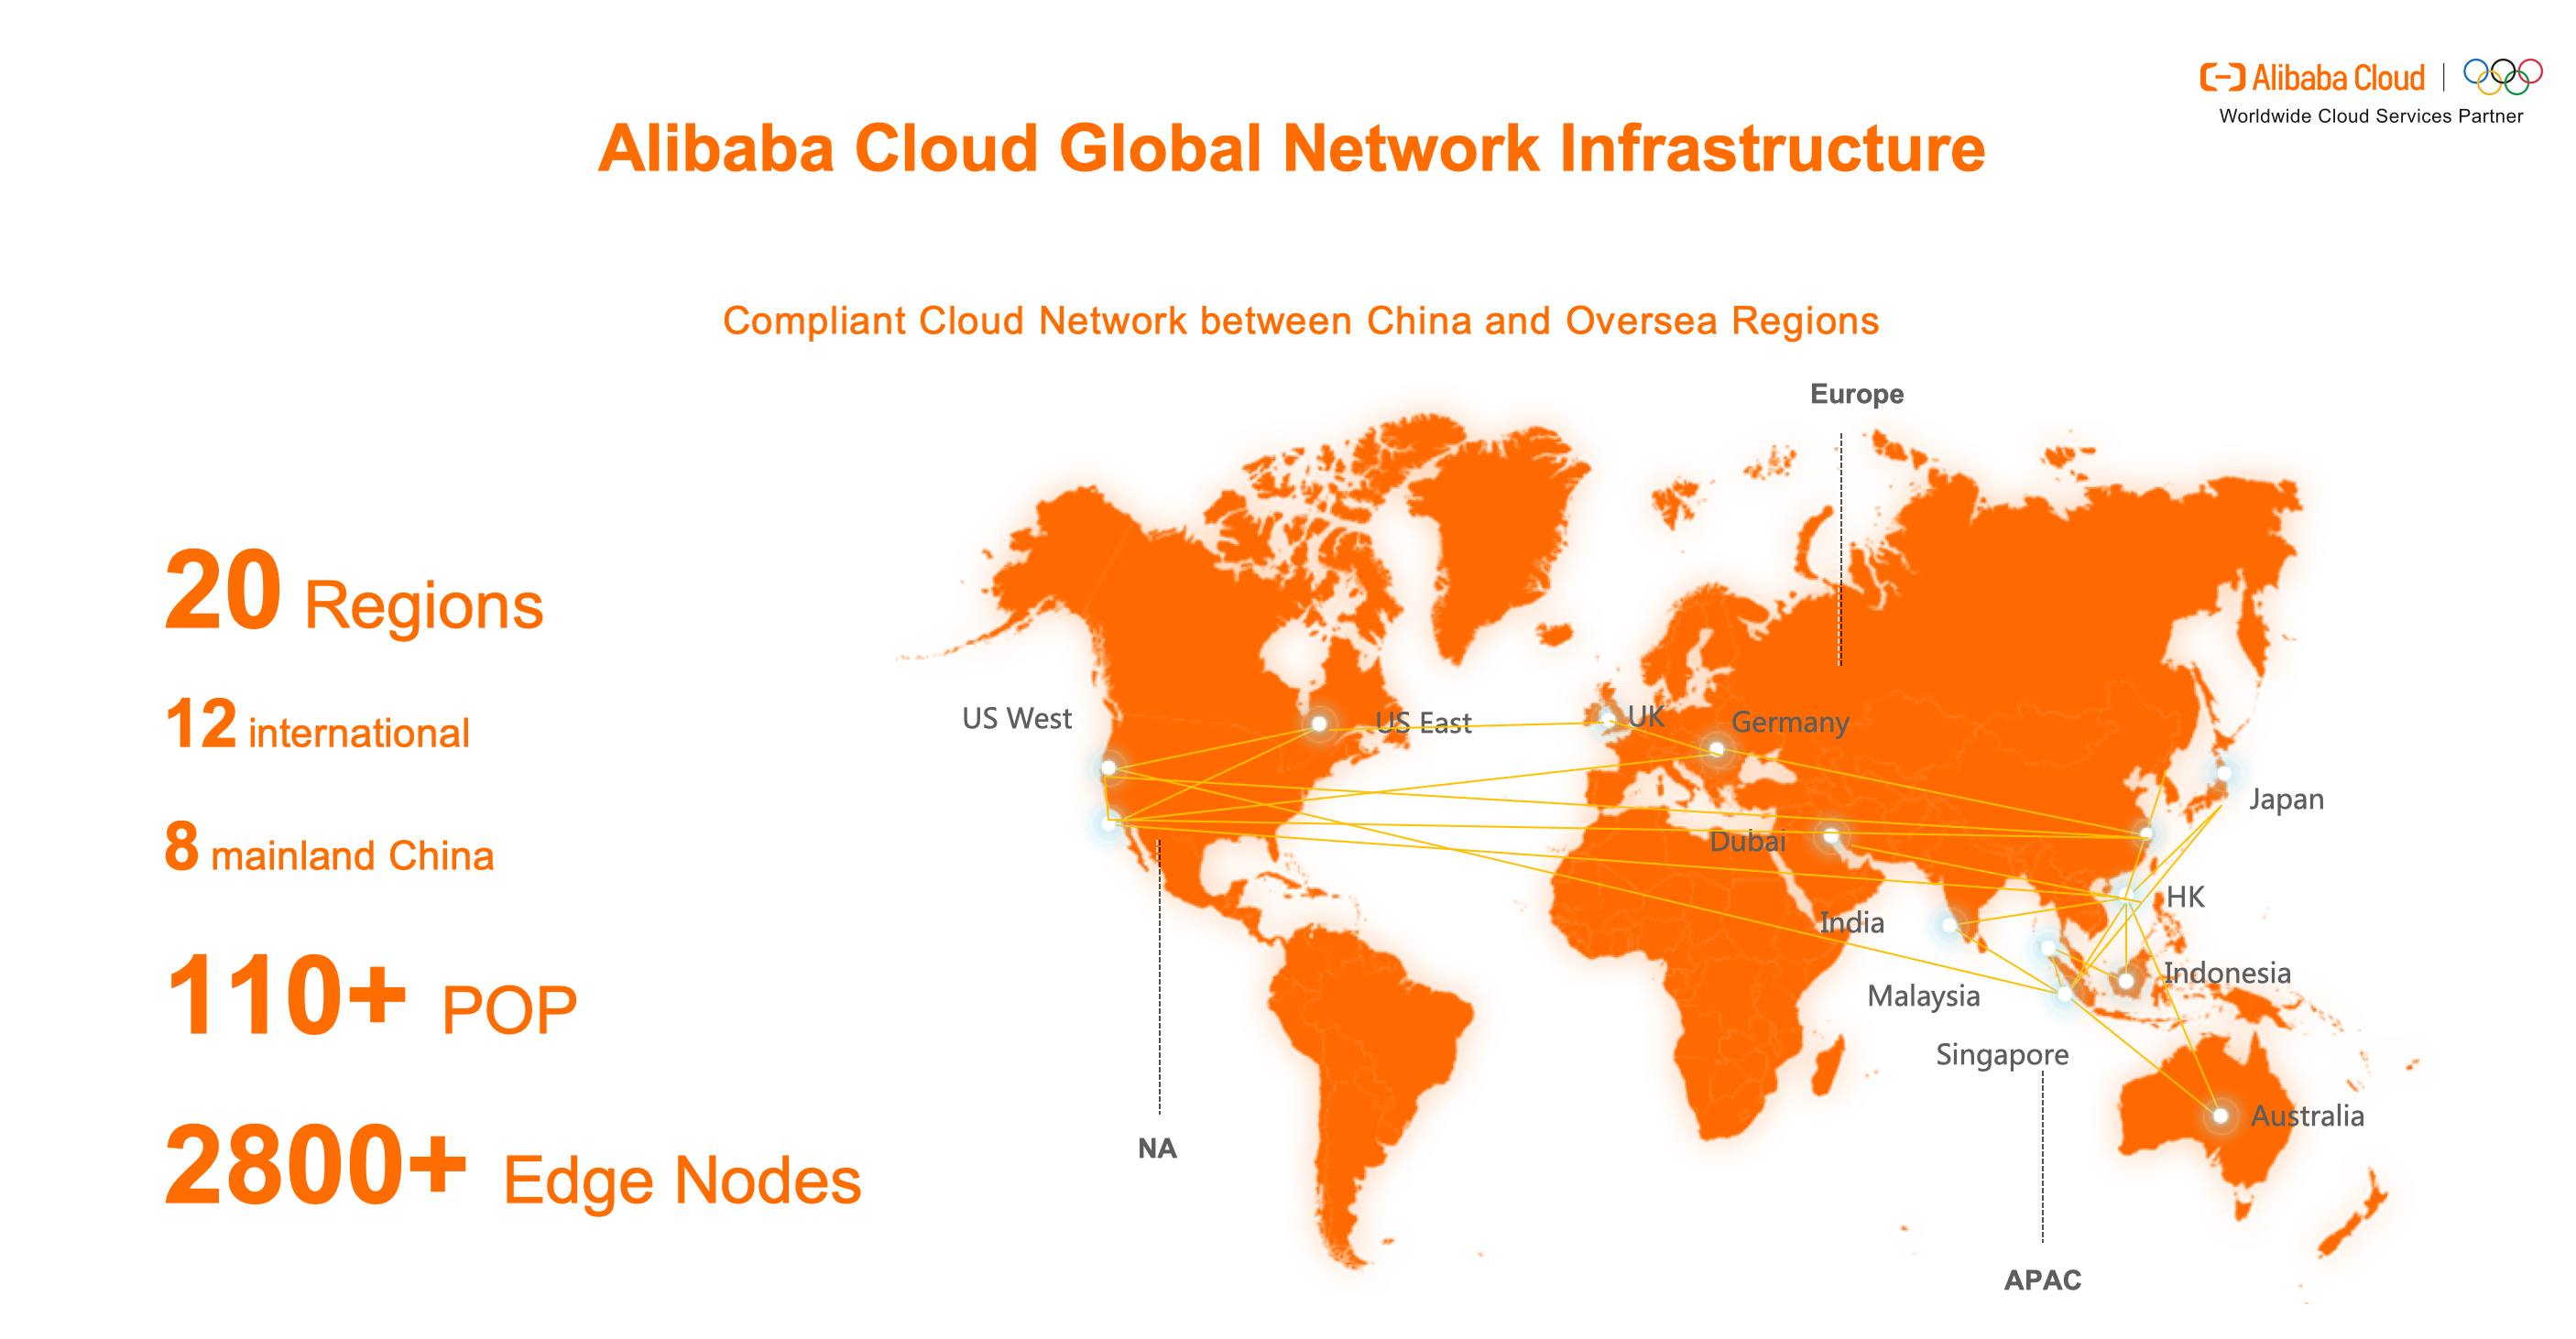 Alibaba Cloud
Worldwide Cloud Services Partner
Alibaba Cloud Global Network Infrastructure
Compliant Cloud Network between China and Oversea Regions
20 Regions
12 international
8 mainland China
110+ POP
2800+ Edge Nodes
Europe
US West
US East
UK
Germany
Japan
Dubai
HK
India
Indonesia
Malaysia
Singapore
Australia
NA
APAC